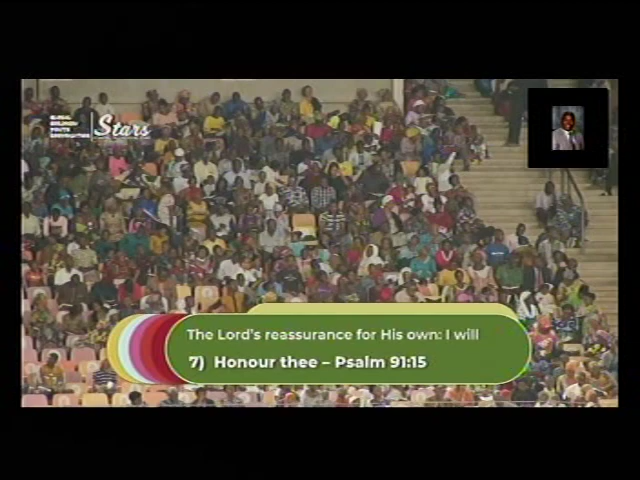 Stars
The Lord's reassurance for His own: I will
7) Honour thee – Psalm 91:15